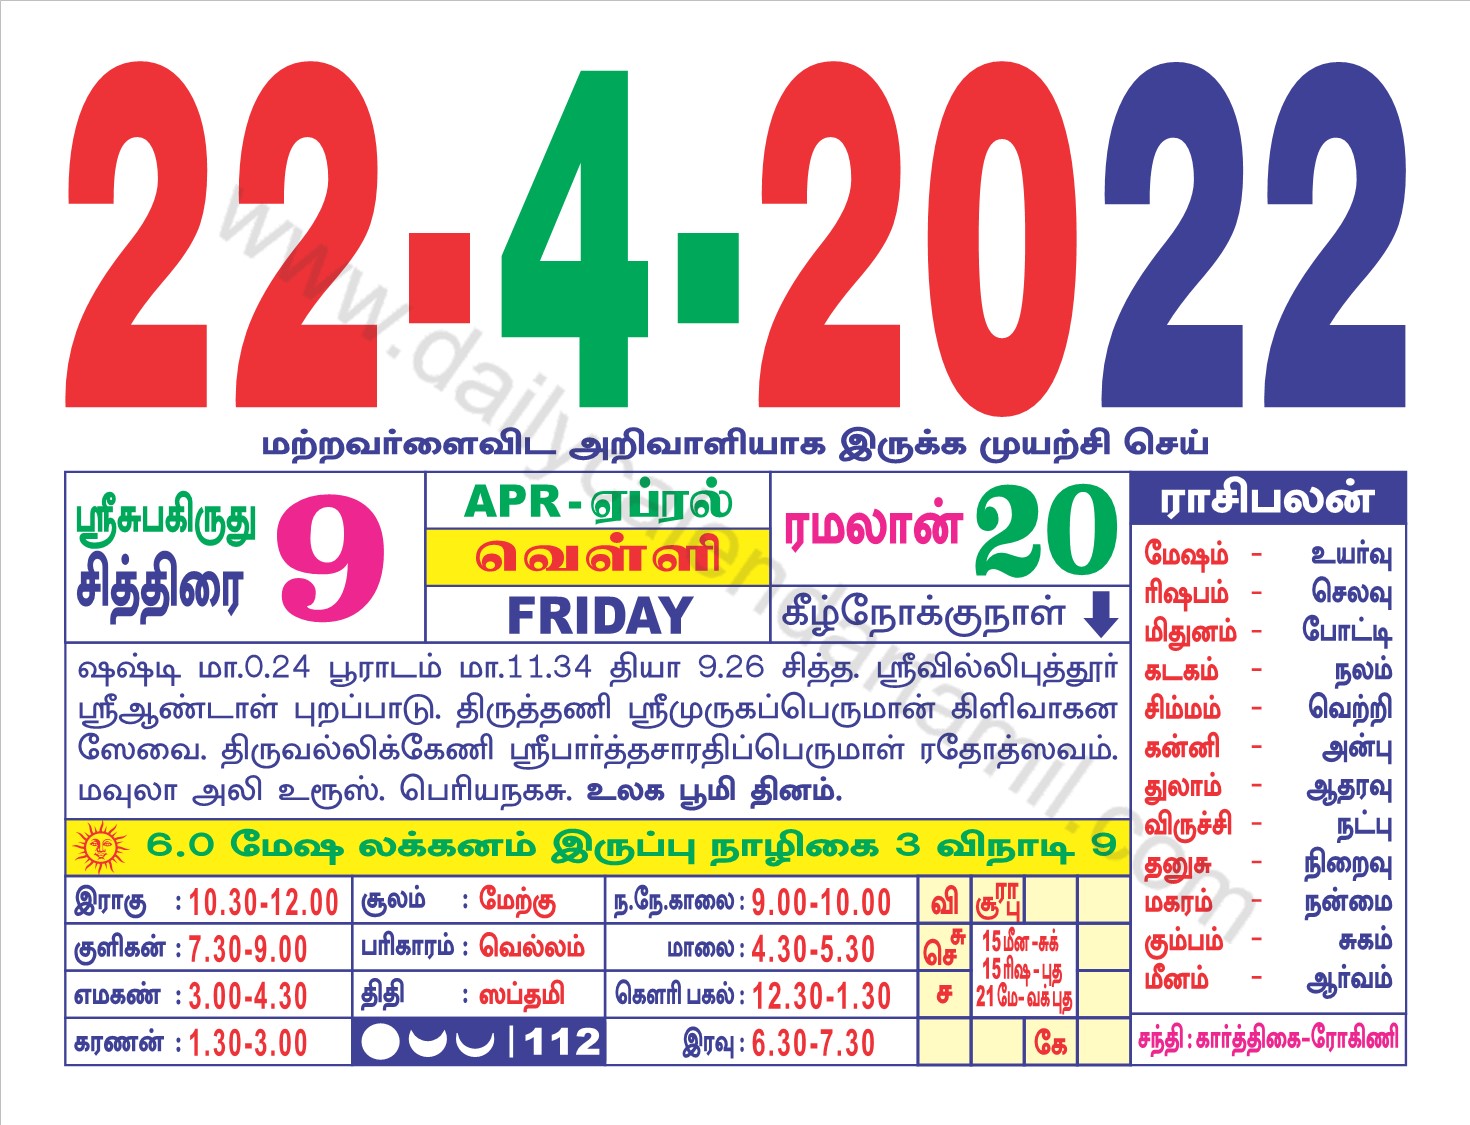 22-4-2022
மற்றவர்ளைவிட அறிவாளியாக இருக்க முயற்சி செய்
ஸ்ரீசுபகிருது
சித்திரை 9
APR - ஏப்ரல்
வெள்ளி
FRIDAY
ரமலான் 20
கீழ்நோக்குநாள்
ஷஷ்டி மா.0.24 பூராடம் மா.11.34 தியா 9.26 சித்த. ஸ்ரீவில்லிபுத்தூர்
ஸ்ரீஆண்டாள் புறப்பாடு. திருத்தணி ஸ்ரீமுருகப்பெருமான் கிளிவாகன
ஸேவை. திருவல்லிக்கேணி ஸ்ரீபார்த்தசாரதிப்பெருமாள் ரதோத்ஸவம்.
மவுலா அலி உரூஸ். பெரியநகசு. உலக பூமி தினம்.
6.0 மேஷ லக்கனம் இருப்பு நாழிகை 3 விநாடி 9
இராகு : 10.30-12.00
குளிகன் : 7.30-9.00
எமகண் : 3.00-4.30
கரணன் : 1.30-3.00
சூலம் : மேற்கு
பரிகாரம் : வெல்லம்
திதி : ஸப்தமி
112
ந.நே.காலை : 9.00-10.00
மாலை : 4.30-5.30
கௌரி பகல் : 12.30-1.30
இரவு : 6.30-7.30
வி
சூ ரா பு
செ சு
ச
15 மீன - சுக்
15 ரிஷ - புத
21 மே - வக் புத
கே
ராசிபலன்
மேஷம் - உயர்வு
ரிஷபம் - செலவு
மிதுனம் - போட்டி
கடகம் - நலம்
சிம்மம் - வெற்றி
கன்னி - அன்பு
துலாம் - ஆதரவு
விருச்சி - நட்பு
தனுசு - நிறைவு
மகரம் - நன்மை
கும்பம் - சுகம்
மீனம் - ஆர்வம்
சந்தி : கார்த்திகை-ரோகிணி
www.dailycalendartamil.com